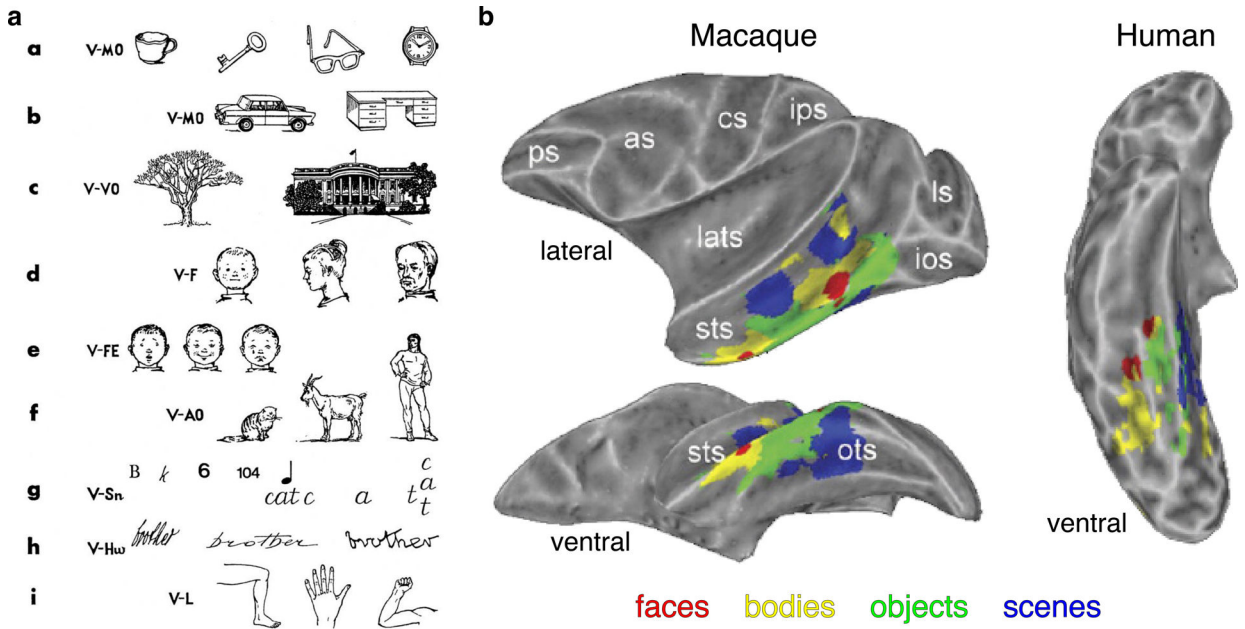 a
a V-MO
b V-MO
c V-VO
d V-F
e V-FE
f V-AO
B k 6 104
g V-Sn cat c a t c a t
h V-Hw brother brother brother
i V-L
b
Macaque Human
ps as cs ips ls
lats ios
sts
lateral
sts ots
ventral
ventral
faces bodies objects scenes